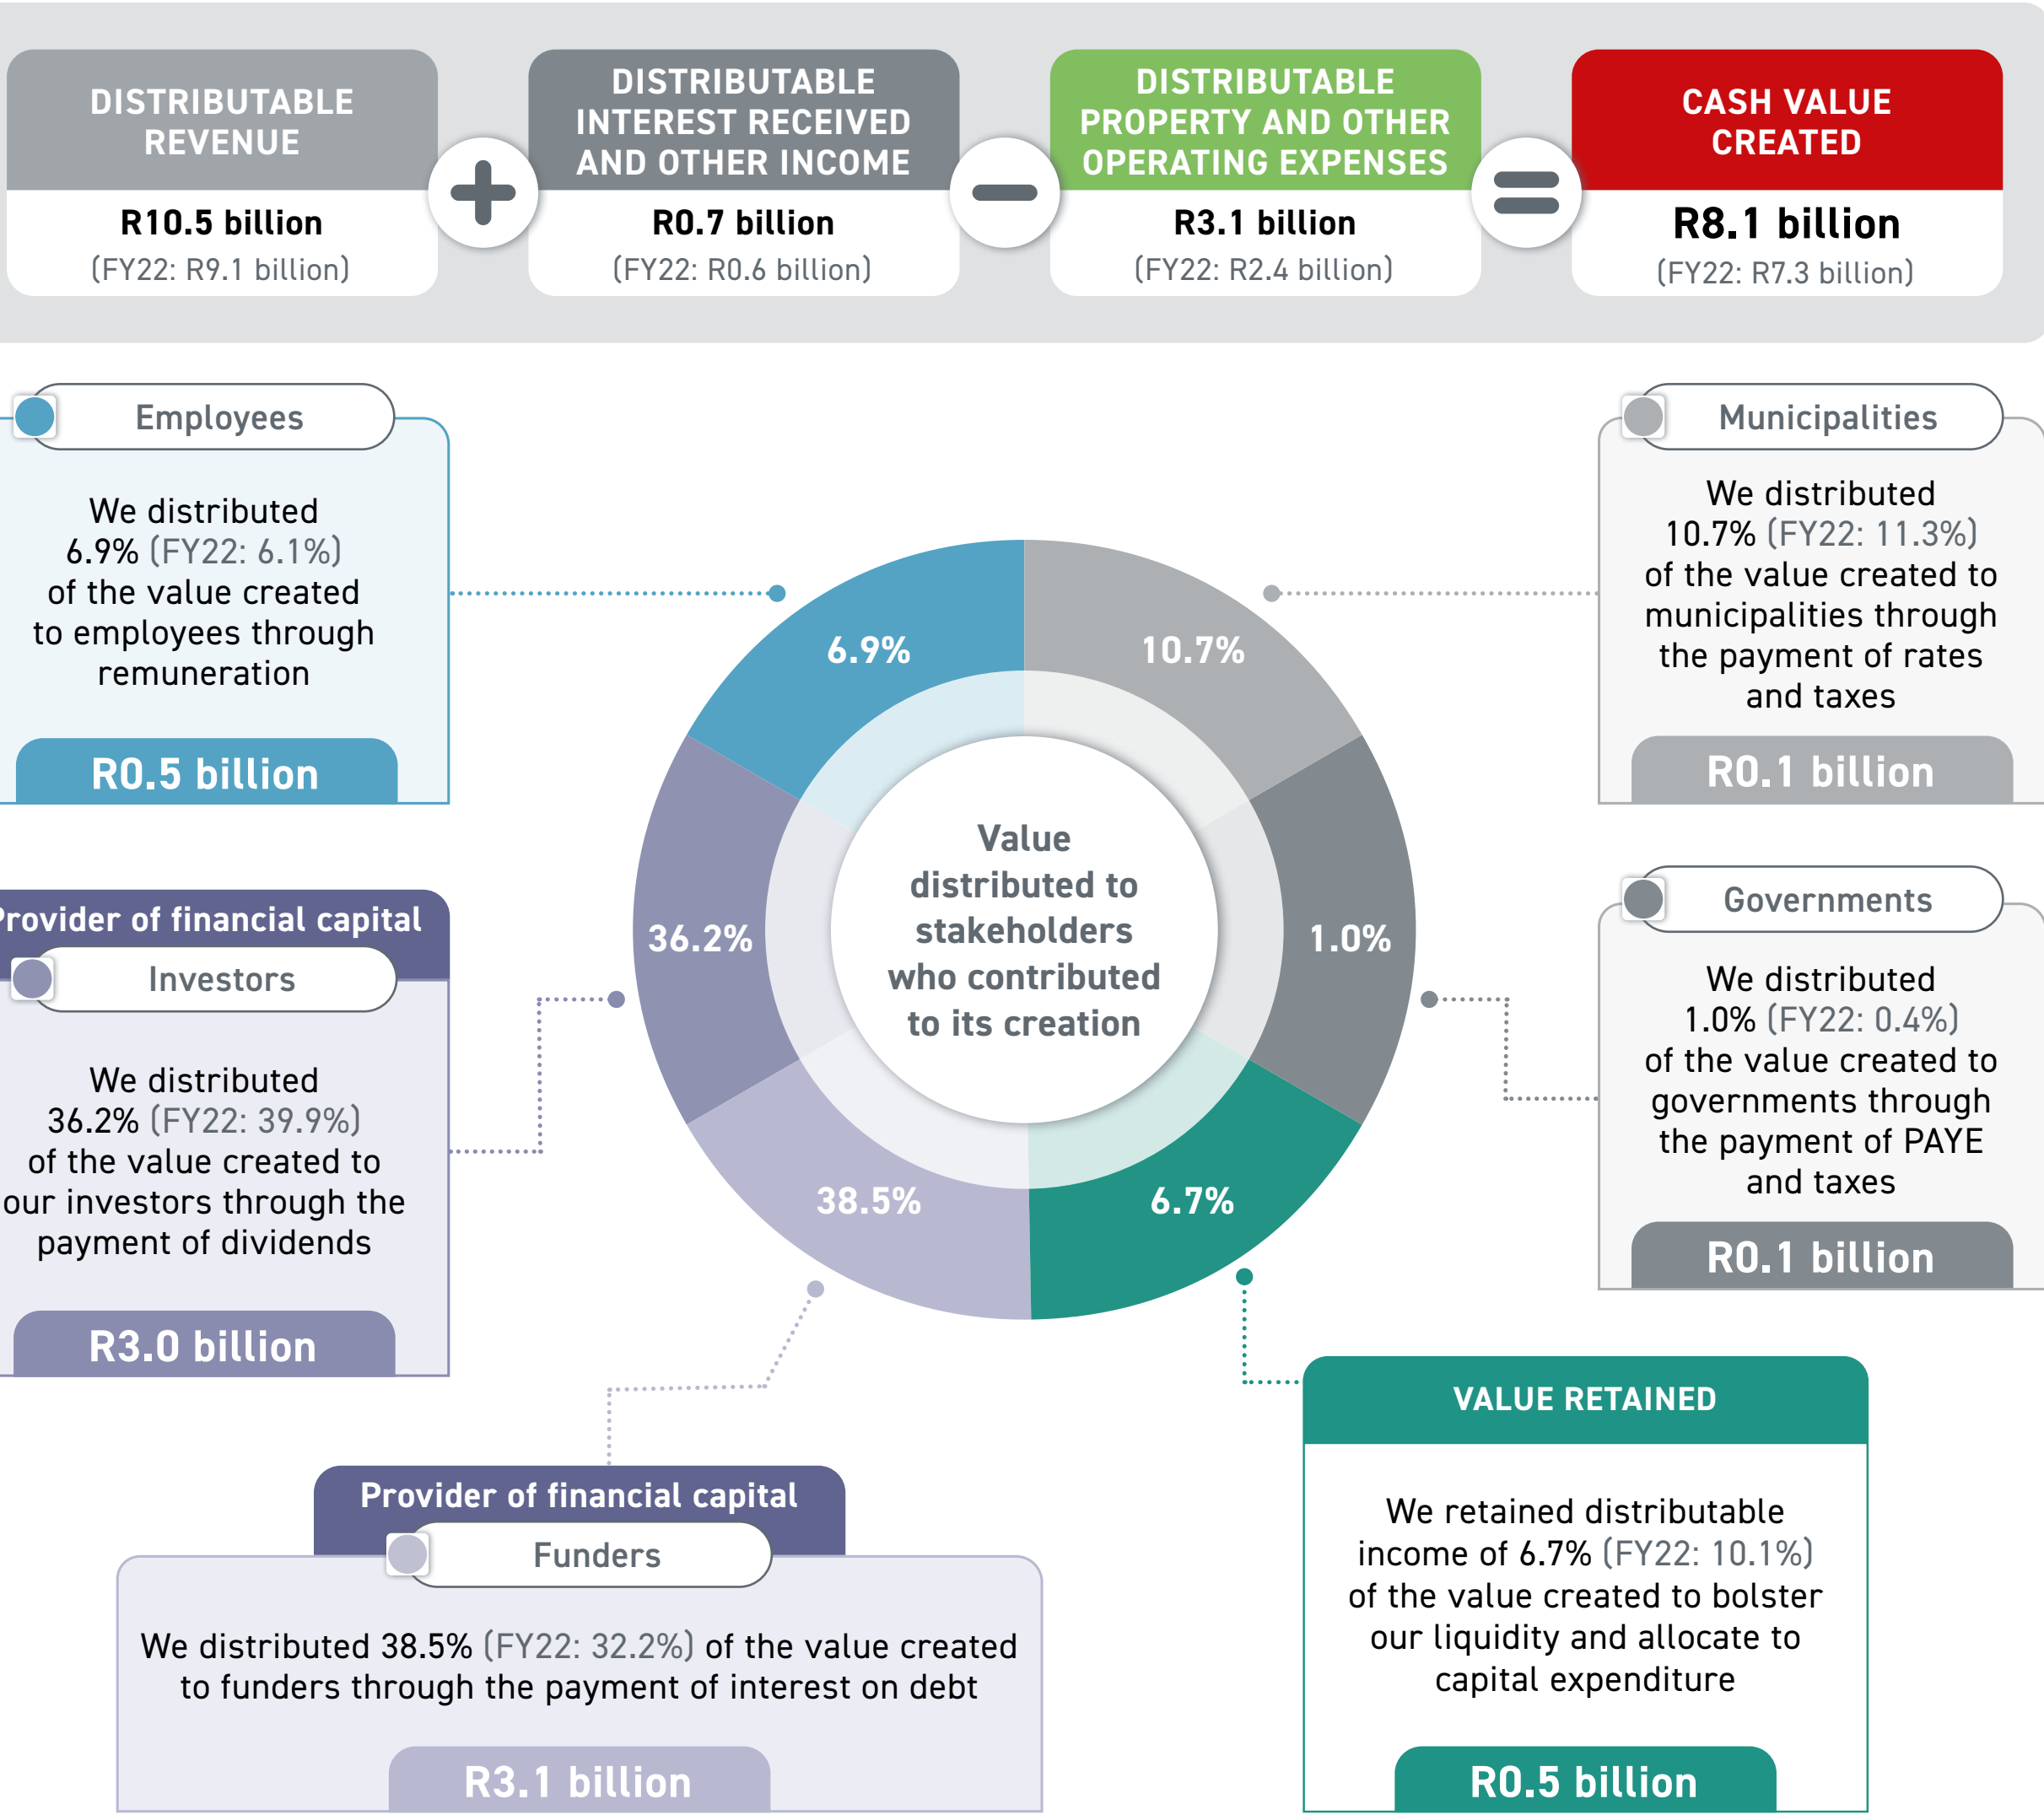 DISTRIBUTABLE
REVENUE
R10.5 billion
(FY22: R9.1 billion)
DISTRIBUTABLE
INTEREST RECEIVED
AND OTHER INCOME
R0.7 billion
(FY22: R0.6 billion)
DISTRIBUTABLE
PROPERTY AND OTHER
OPERATING EXPENSES
R3.1 billion
(FY22: R2.4 billion)
CASH VALUE
CREATED
R8.1 billion
(FY22: R7.3 billion)
Employees
We distributed
6.9% (FY22: 6.1%)
of the value created
to employees through
remuneration
R0.5 billion
Municipalities
We distributed
10.7% (FY22: 11.3%)
of the value created to
municipalities through
the payment of rates
and taxes
R0.1 billion
6.9%
10.7%
36.2%
1.0%
38.5%
6.7%
Value
distributed to
stakeholders
who contributed
to its creation
Provider of financial capital
Investors
We distributed
36.2% (FY22: 39.9%)
of the value created to
our investors through the
payment of dividends
R3.0 billion
Governments
We distributed
1.0% (FY22: 0.4%)
of the value created to
governments through
the payment of PAYE
and taxes
R0.1 billion
Provider of financial capital
Funders
We distributed 38.5% (FY22: 32.2%) of the value created
to funders through the payment of interest on debt
R3.1 billion
VALUE RETAINED
We retained distributable
income of 6.7% (FY22: 10.1%)
of the value created to bolster
our liquidity and allocate to
capital expenditure
R0.5 billion